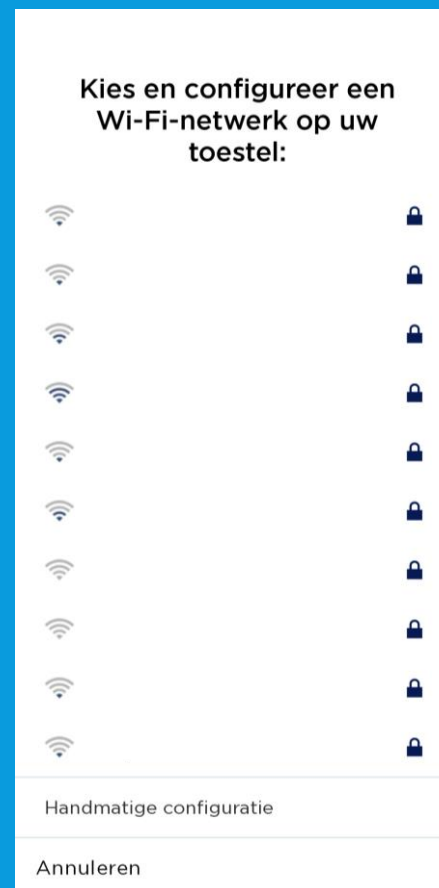 Kies en configureer een
Wi-Fi-netwerk op uw
toestel:
Handmatige configuratie
Annuleren